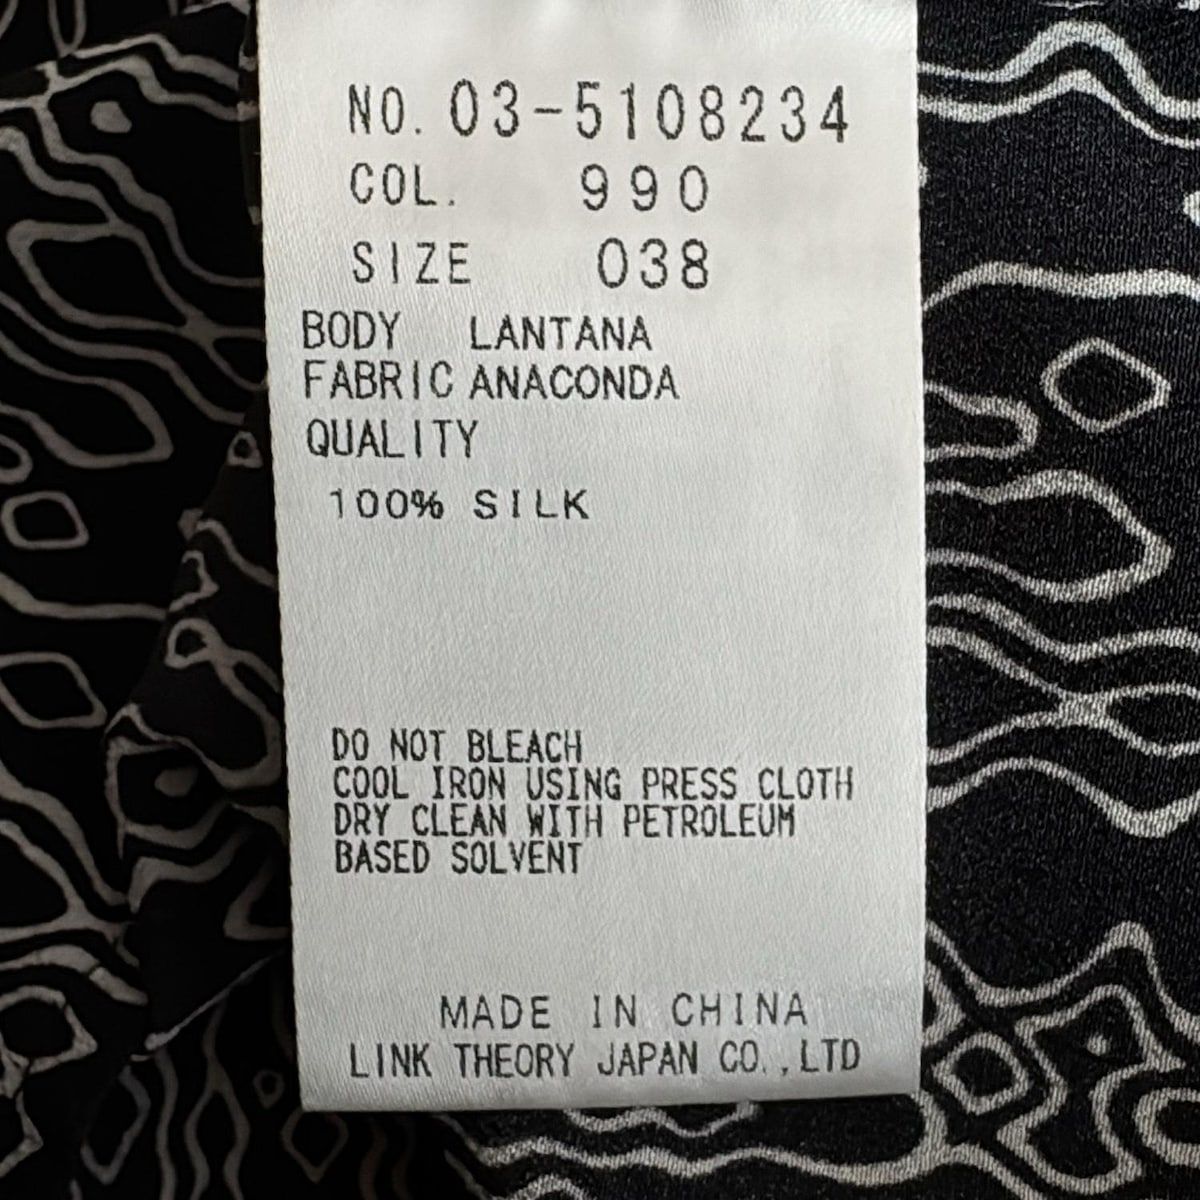 NO. 03-5108234
COL. 990
SIZE 038
BODY LANTANA
FABRIC ANACONDA
QUALITY
100% SILK
DO NOT BLEACH
COOL IRON USING PRESS CLOTH
DRY CLEAN WITH PETROLEUM
BASED SOLVENT
MADE IN CHINA
LINK THEORY JAPAN CO.,LTD